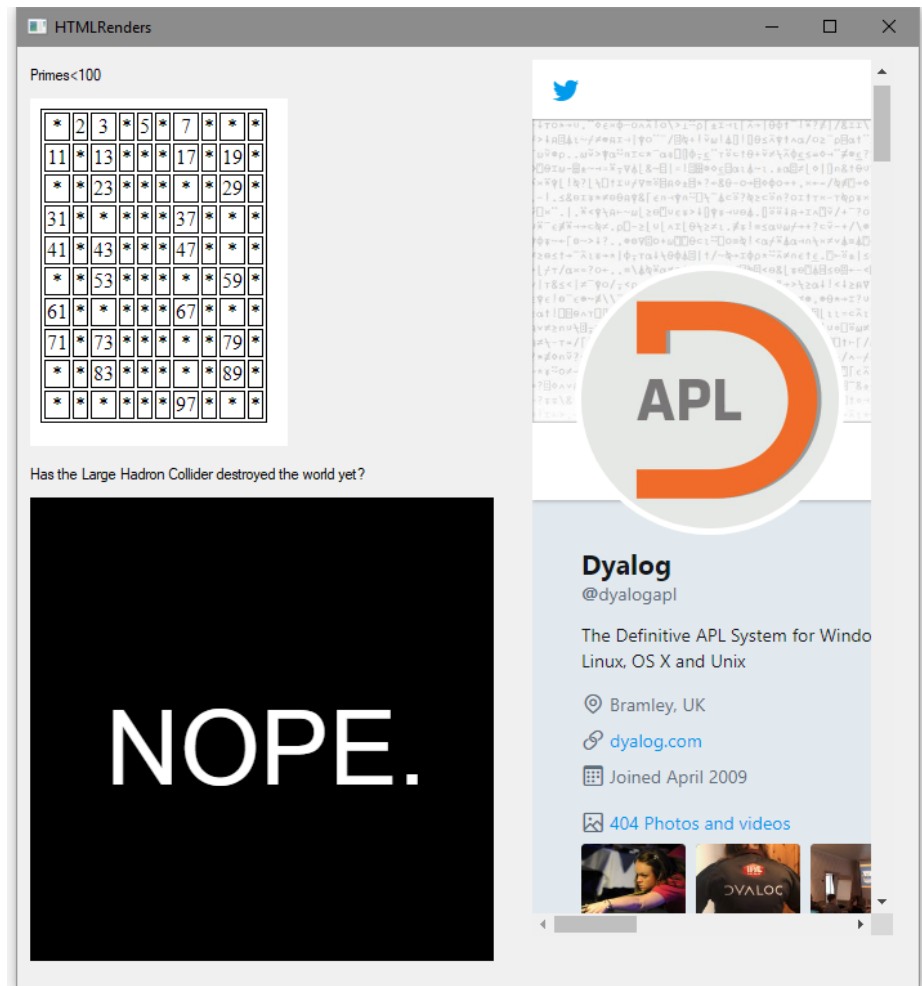 HTMLRenders
Primes<100
* 2 3 * 5 * 7 * * *
11 * 13 * * * 17 * 19 *
* * 23 * * * * * 29 *
31 * * * * * 37 * * *
41 * 43 * * * 47 * * *
* * 53 * * * * * 59 *
61 * * * * * 67 * * *
71 * 73 * * * * * 79 *
* * 83 * * * * * 89 *
* * * * * * 97 * * *
Has the Large Hadron Collider destroyed the world yet?
NOPE.
APL
Dyalog
@dyalogapl
The Definitive APL System for Windo
Linux, OS X and Unix
Bramley, UK
dyalog.com
Joined April 2009
404 Photos and videos